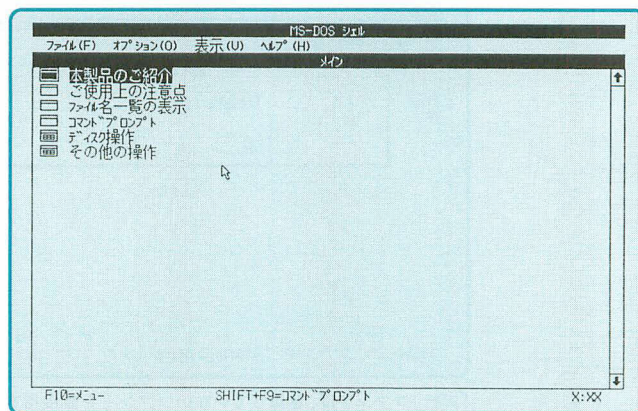 MS-DOS ｼｪﾙ
ﾌｧｲﾙ(F) ｵﾌﾟｼｮﾝ(O) 表示(U) ﾍﾙﾌﾟ(H)
ﾒｲﾝ
本製品のご紹介
ご使用上の注意点
ﾌｧｲﾙ名一覧の表示
ｺﾏﾝﾄﾞﾌﾟﾛﾝﾌﾟﾄ
ﾃﾞｨｽｸ操作
その他の操作
F10=ﾒﾆｭｰ SHIFT+F9=ｺﾏﾝﾄﾞﾌﾟﾛﾝﾌﾟﾄ X:XX